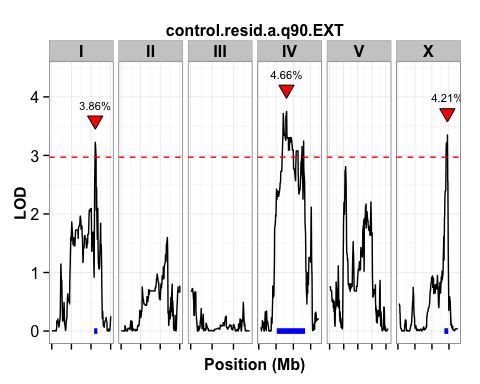 control.resid.a.q90.EXT
I II III IV V X
3.86% 4.66% 4.21%
4
3
2
1
0
LOD
Position (Mb)